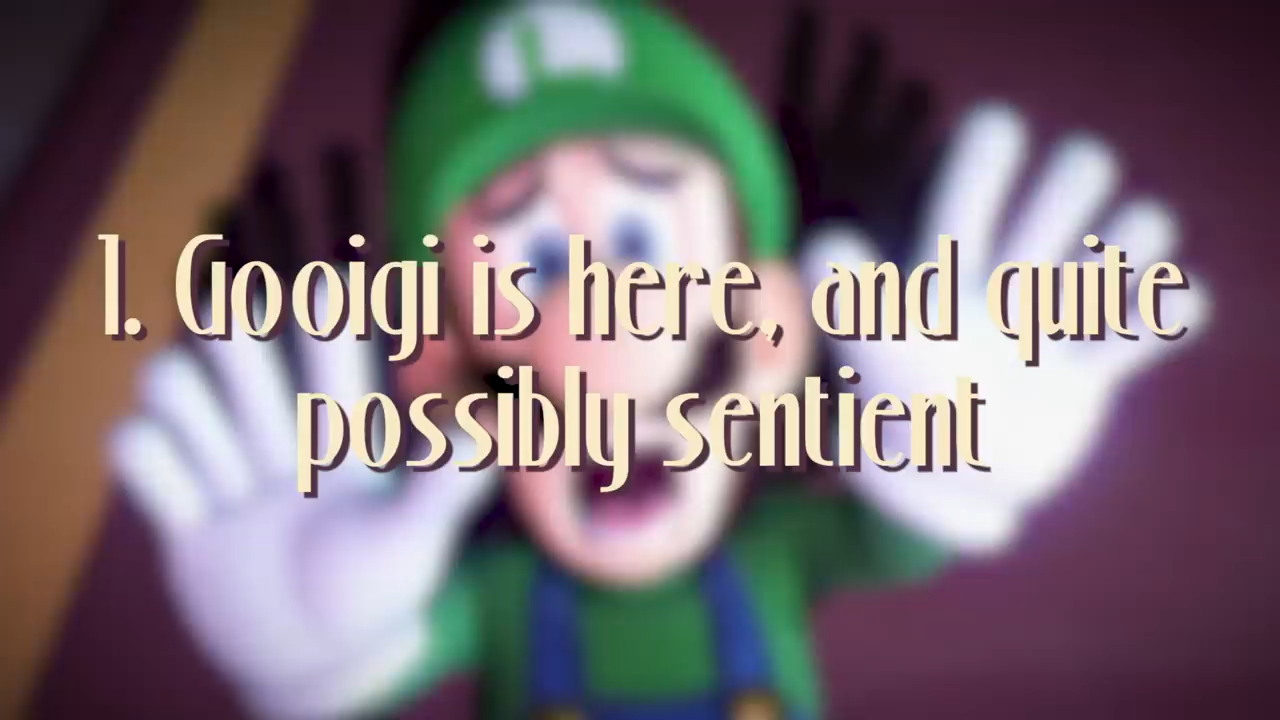 1. Gooigi is here, and quite
possibly sentient